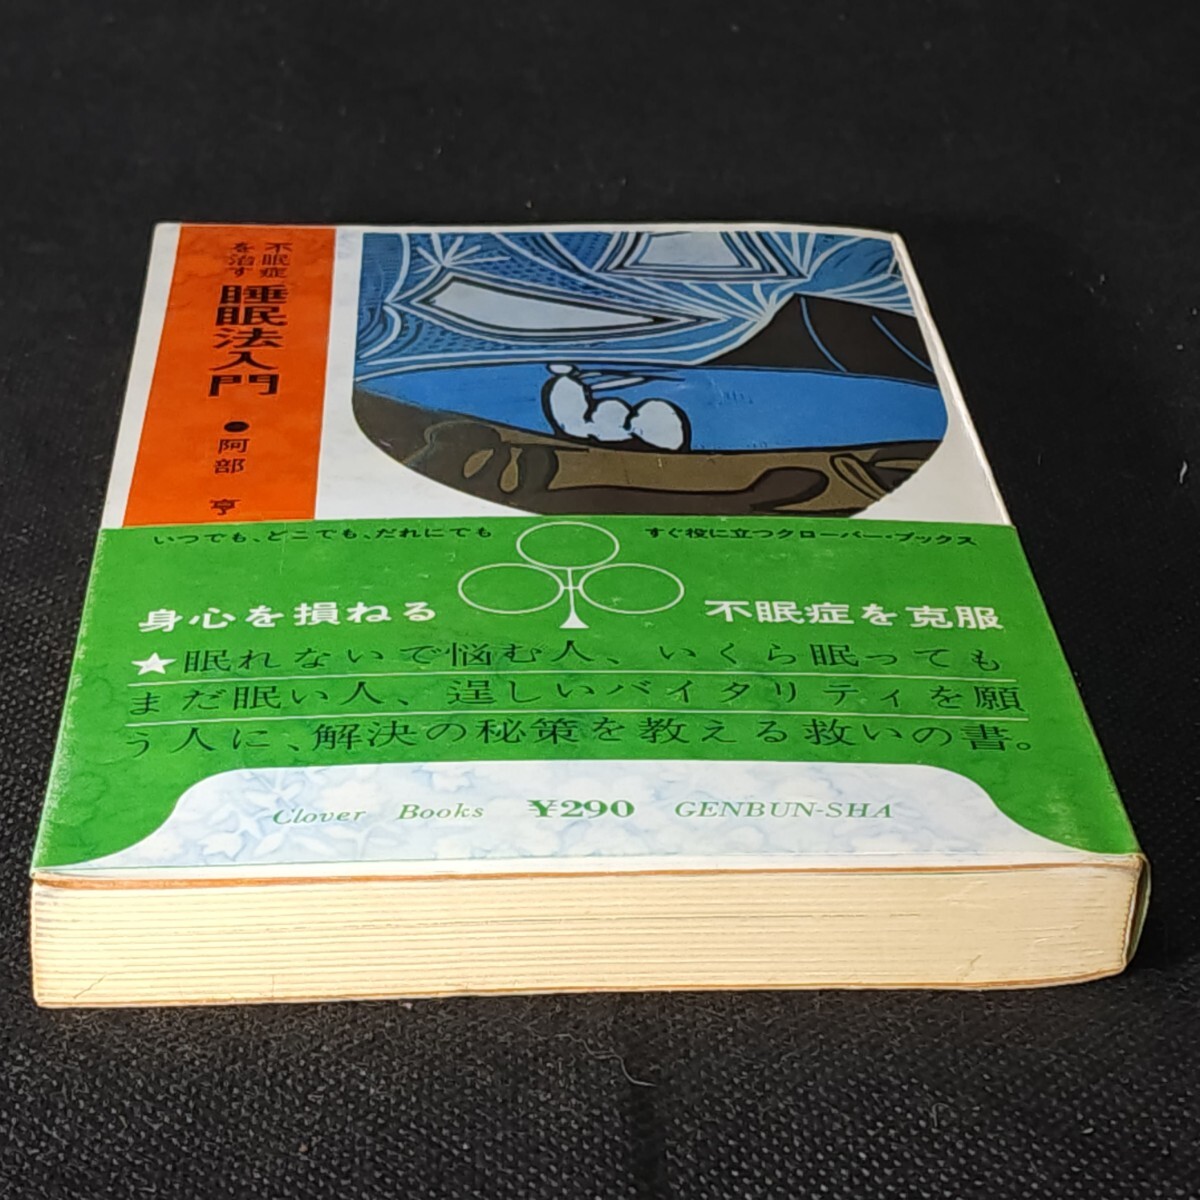 不眠症
を治す
睡眠法入門
●阿部 亨
いつでも、どこでも、だれにでも
すぐ役に立つクローバー・ブックス
身心を損ねる 不眠症を克服
★眠れないで悩む人、いくら眠っても
まだ眠い人、逞しいバイタリティを願
う人に、解決の秘策を教える救いの書。
Clover Books ¥290 GENBUN-SHA